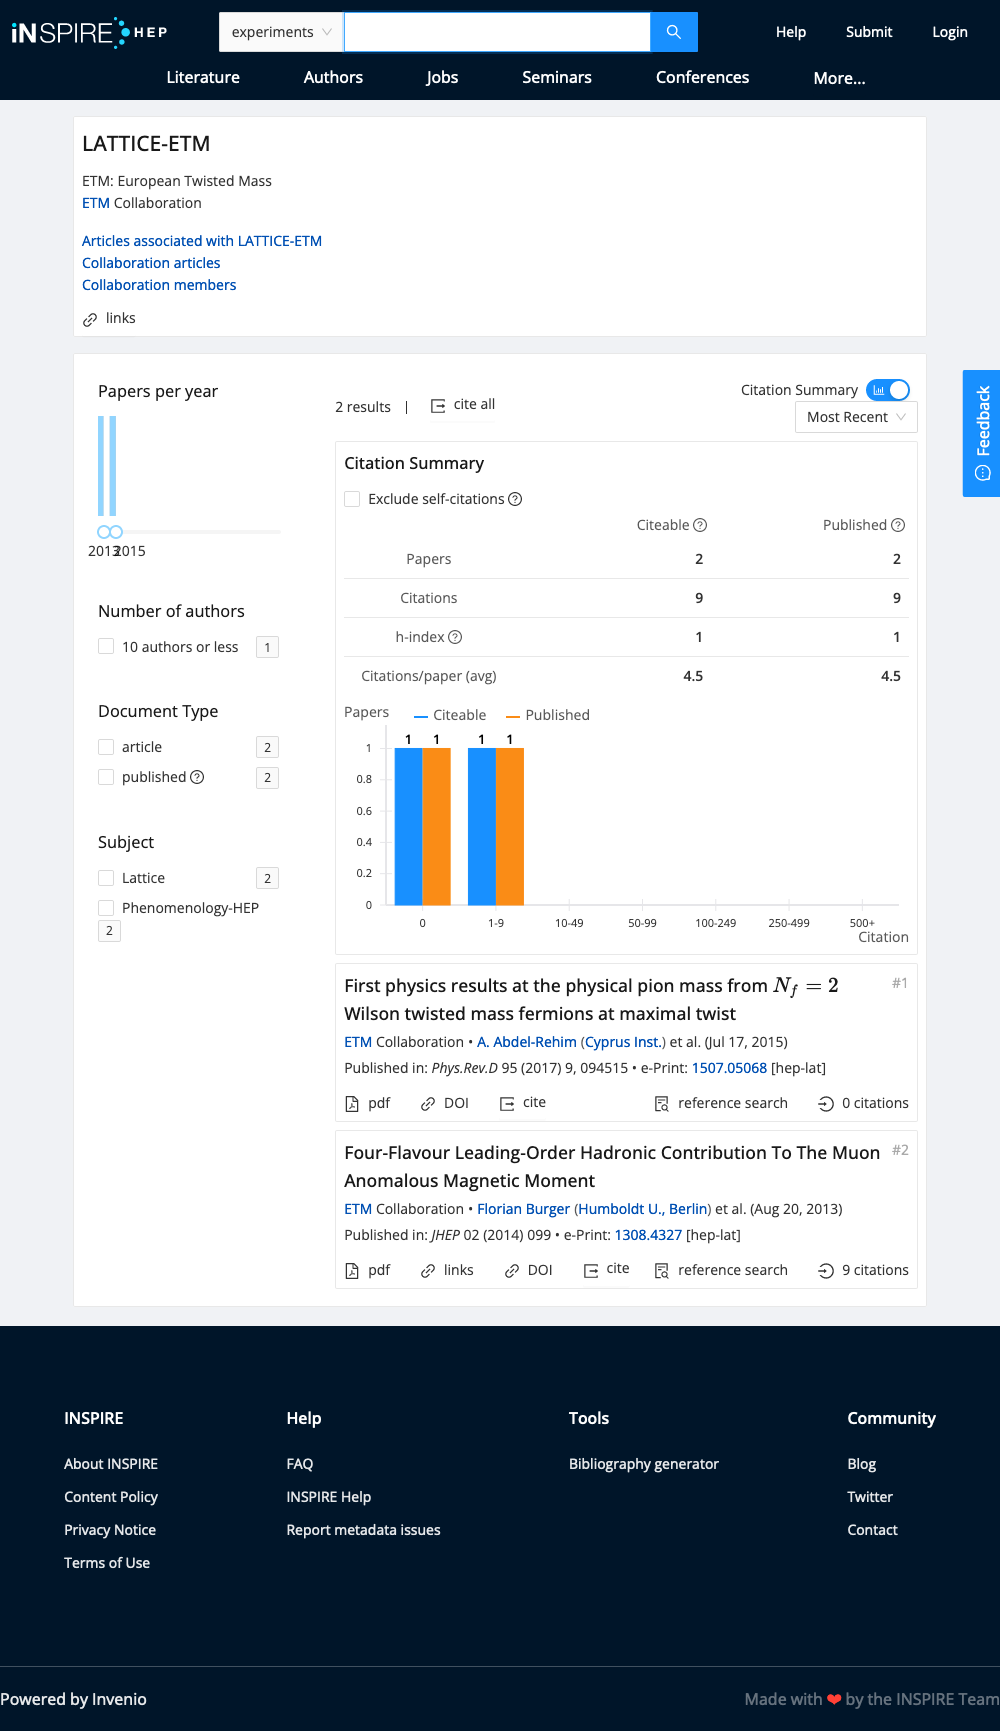 iNSPIRE HEP
experiments
Help
Submit
Login
Literature
Authors
Jobs
Seminars
Conferences
More...
LATTICE-ETM
ETM: European Twisted Mass
ETM Collaboration
Articles associated with LATTICE-ETM
Collaboration articles
Collaboration members
links
Feedback
Papers per year
2013 2015
Number of authors
10 authors or less 1
Document Type
article 2
published 2
Subject
Lattice 2
Phenomenology-HEP
2
2 results | cite all
Citation Summary
Most Recent
Citation Summary
Exclude self-citations
Citeable Published
Papers 2 2
Citations 9 9
h-index 1 1
Citations/paper (avg) 4.5 4.5
Papers Citeable Published
1 1 1 1
1
0.8
0.6
0.4
0.2
0
0 1-9 10-49 50-99 100-249 250-499 500+
Citation
First physics results at the physical pion mass from N_f = 2 #1
Wilson twisted mass fermions at maximal twist
ETM Collaboration • A. Abdel-Rehim (Cyprus Inst.) et al. (Jul 17, 2015)
Published in: Phys.Rev.D 95 (2017) 9, 094515 • e-Print: 1507.05068 [hep-lat]
pdf DOI cite reference search 0 citations
Four-Flavour Leading-Order Hadronic Contribution To The Muon #2
Anomalous Magnetic Moment
ETM Collaboration • Florian Burger (Humboldt U., Berlin) et al. (Aug 20, 2013)
Published in: JHEP 02 (2014) 099 • e-Print: 1308.4327 [hep-lat]
pdf links DOI cite reference search 9 citations
INSPIRE
About INSPIRE
Content Policy
Privacy Notice
Terms of Use
Help
FAQ
INSPIRE Help
Report metadata issues
Tools
Bibliography generator
Community
Blog
Twitter
Contact
Powered by Invenio
Made with ❤ by the INSPIRE Team